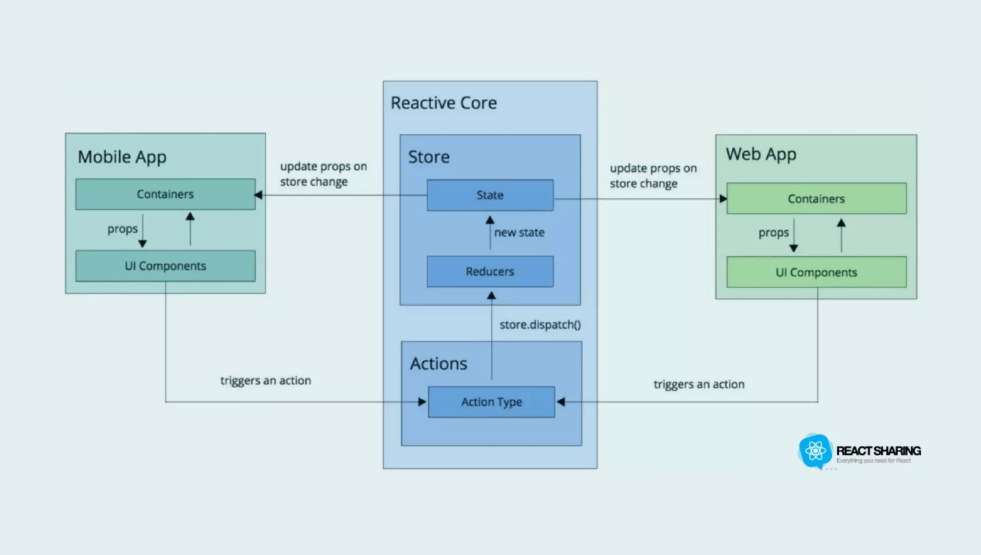 Reactive Core
Mobile App
Containers
props
UI Components
update props on
store change
Store
State
new state
Reducers
store.dispatch()
Actions
Action Type
update props on
store change
Web App
Containers
props
UI Components
triggers an action
triggers an action
REACT SHARING
Everything you need for React